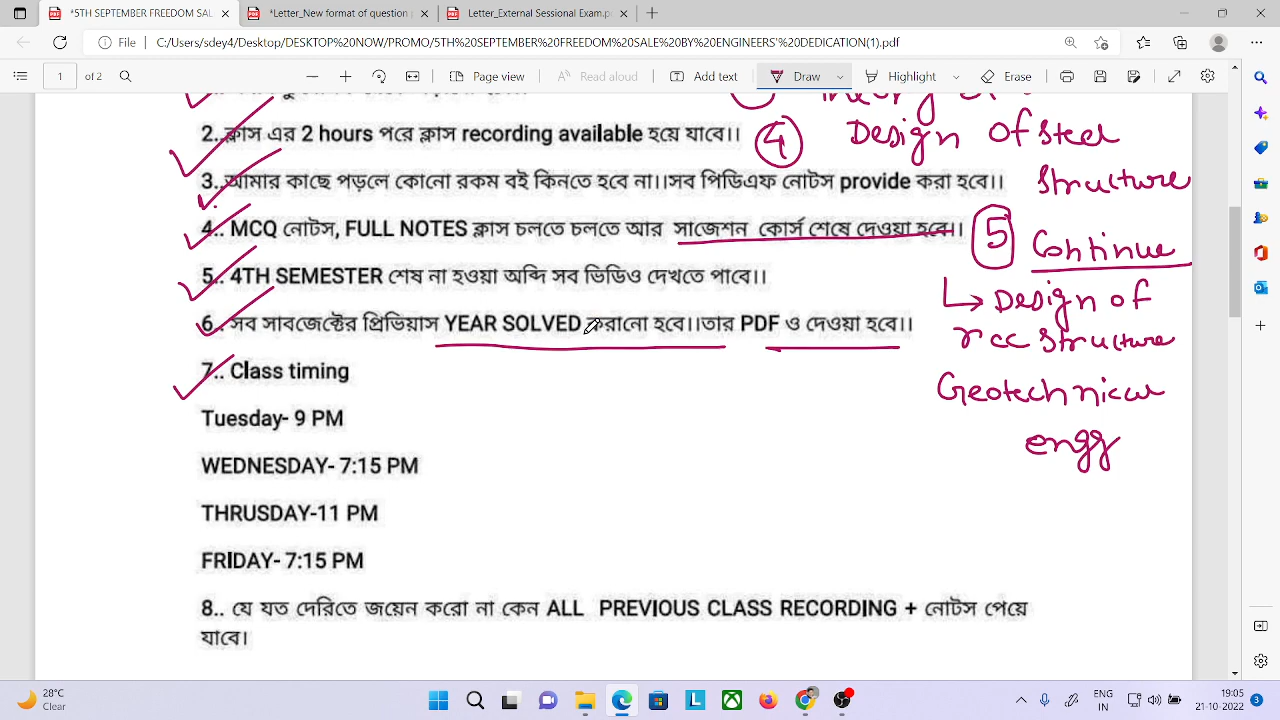 *5TH SEPTEMBER FREEDOM SAL
*Letter_New format of question
Letter_External Sessional Exam.p
File C:/Users/sdey4/Desktop/DESKTOP%20NOW/PROMO/5TH%20SEPTEMBER%20FREEDOM%20SALE%20BY%20ENGINEERS'%20DEDICATION(1).pdf
1 of 2
Page view
Read aloud
Add text
Draw
Highlight
Erase
Theory of
2..ক্লাস এর 2 hours পরে ক্লাস recording available হয়ে যাবে।।
4 Design Of Steel
Structure
3..আমার কাছে পড়লে কোনো রকম বই কিনতে হবে না।।সব পিডিএফ নোটস provide করা হবে।।
4.. MCQ নোটস, FULL NOTES ক্লাস চলতে চলতে আর সাজেশন কোর্স শেষে দেওয়া হবে।।
5 Continue
5.. 4TH SEMESTER শেষ না হওয়া অব্দি সব ভিডিও দেখতে পাবে।।
Design of
rcc Structure
6.. সব সাবজেক্টের প্রিভিয়াস YEAR SOLVED করানো হবে।।তার PDF ও দেওয়া হবে।।
7.. Class timing
Geotechnical
engg
Tuesday- 9 PM
WEDNESDAY- 7:15 PM
THRUSDAY-11 PM
FRIDAY- 7:15 PM
8.. যে যত দেরিতে জয়েন করো না কেন ALL PREVIOUS CLASS RECORDING + নোটস পেয়ে
যাবে।
28°C
Clear
ENG
IN
19:05
21-10-2022
3